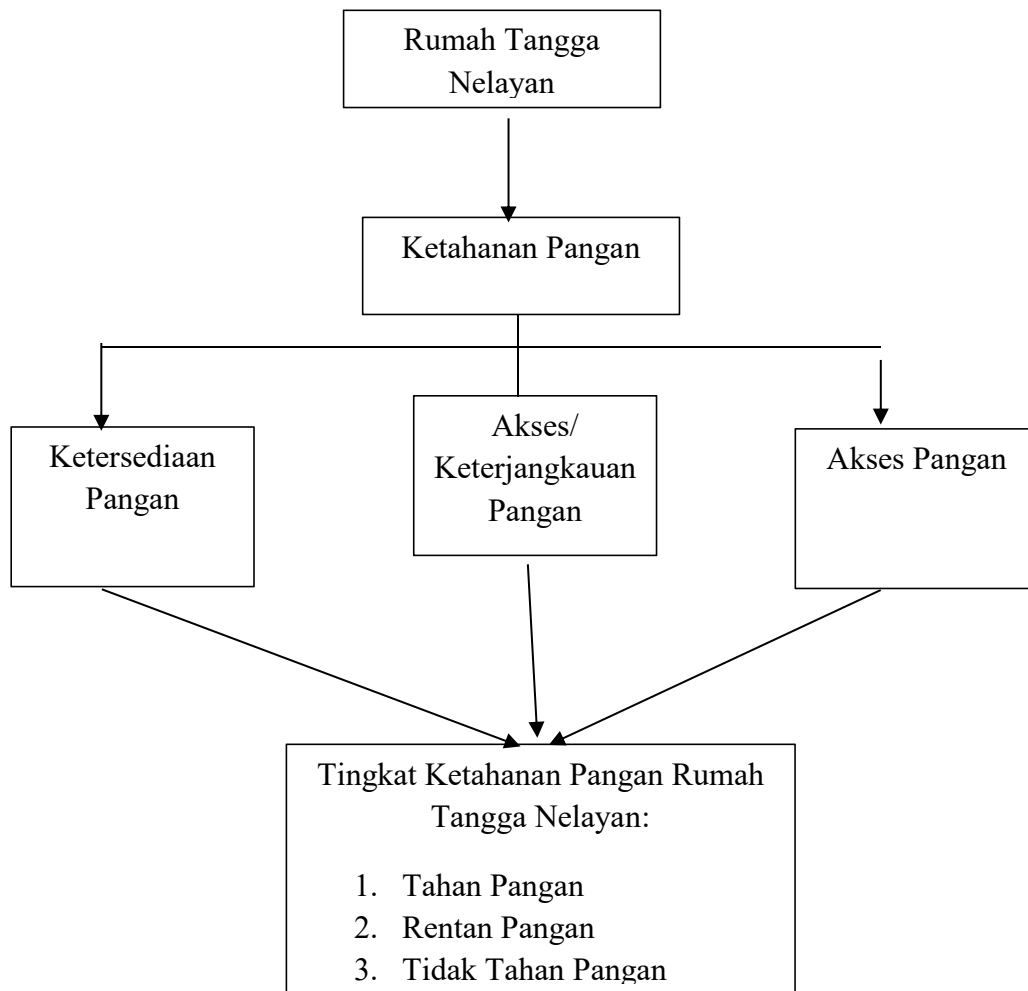 Rumah Tangga
Nelayan
Ketahanan Pangan
Ketersediaan
Pangan
Akses/
Keterjangkauan
Pangan
Akses Pangan
Tingkat Ketahanan Pangan Rumah
Tangga Nelayan:
1. Tahan Pangan
2. Rentan Pangan
3. Tidak Tahan Pangan